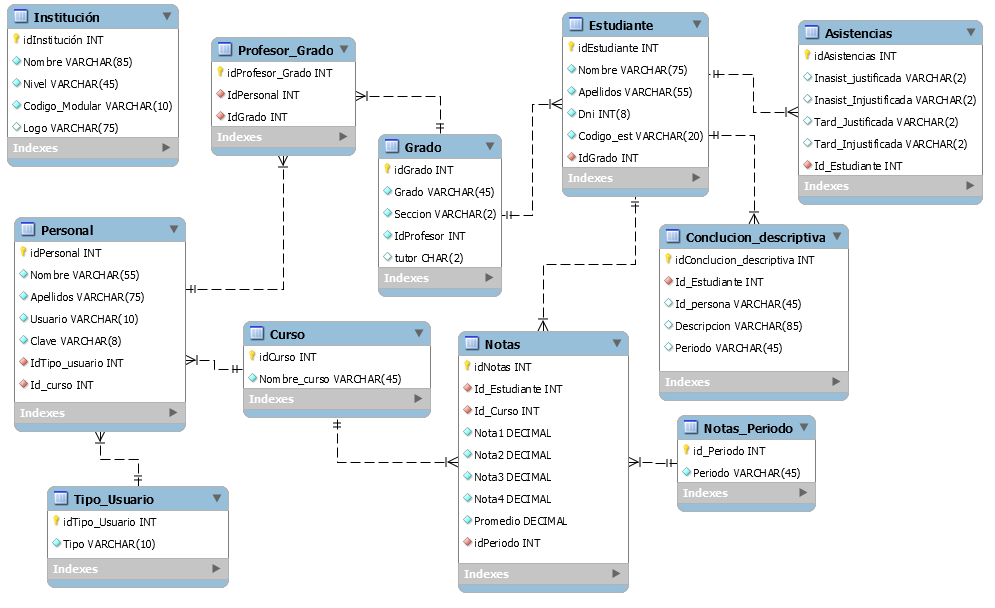 Institución
idInstitución INT
Nombre VARCHAR(85)
Nivel VARCHAR(45)
Codigo_Modular VARCHAR(10)
Logo VARCHAR(75)
Indexes
Profesor_Grado
idProfesor_Grado INT
IdPersonal INT
IdGrado INT
Indexes
Grado
idGrado INT
Grado VARCHAR(45)
Seccion VARCHAR(2)
IdProfesor INT
tutor CHAR(2)
Indexes
Estudiante
idEstudiante INT
Nombre VARCHAR(75)
Apellidos VARCHAR(55)
Dni INT(8)
Codigo_est VARCHAR(20)
IdGrado INT
Indexes
Asistencias
idAsistencias INT
Inasist_justificada VARCHAR(2)
Inasist_Injustificada VARCHAR(2)
Tard_Justificada VARCHAR(2)
Tard_Injustificada VARCHAR(2)
Id_Estudiante INT
Indexes
Personal
idPersonal INT
Nombre VARCHAR(55)
Apellidos VARCHAR(75)
Usuario VARCHAR(10)
Clave VARCHAR(8)
IdTipo_usuario INT
Id_curso INT
Indexes
Curso
idCurso INT
Nombre_curso VARCHAR(45)
Indexes
Notas
idNotas INT
Id_Estudiante INT
Id_Curso INT
Nota1 DECIMAL
Nota2 DECIMAL
Nota3 DECIMAL
Nota4 DECIMAL
Promedio DECIMAL
idPeriodo INT
Indexes
Conclucion_descriptiva
idConclucion_descriptiva INT
Id_Estudiante INT
Id_persona VARCHAR(45)
Descripcion VARCHAR(85)
Periodo VARCHAR(45)
Indexes
Notas_Periodo
id_Periodo INT
Periodo VARCHAR(45)
Indexes
Tipo_Usuario
idTipo_Usuario INT
Tipo VARCHAR(10)
Indexes